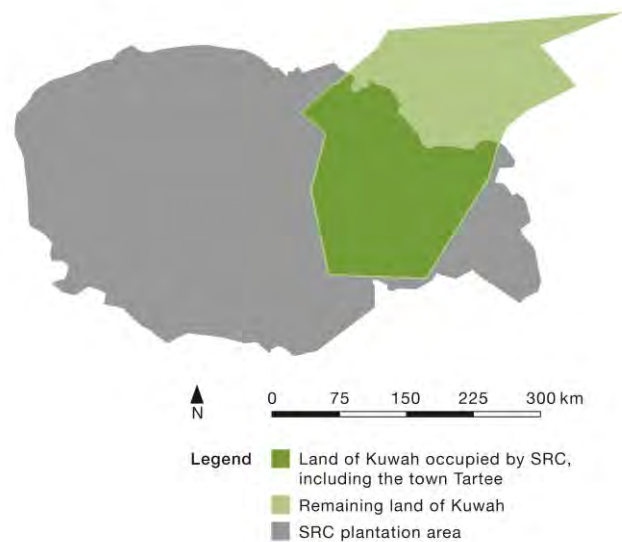 0 75 150 225 300 km
N
Legend
Land of Kuwah occupied by SRC,
including the town Tartee
Remaining land of Kuwah
SRC plantation area